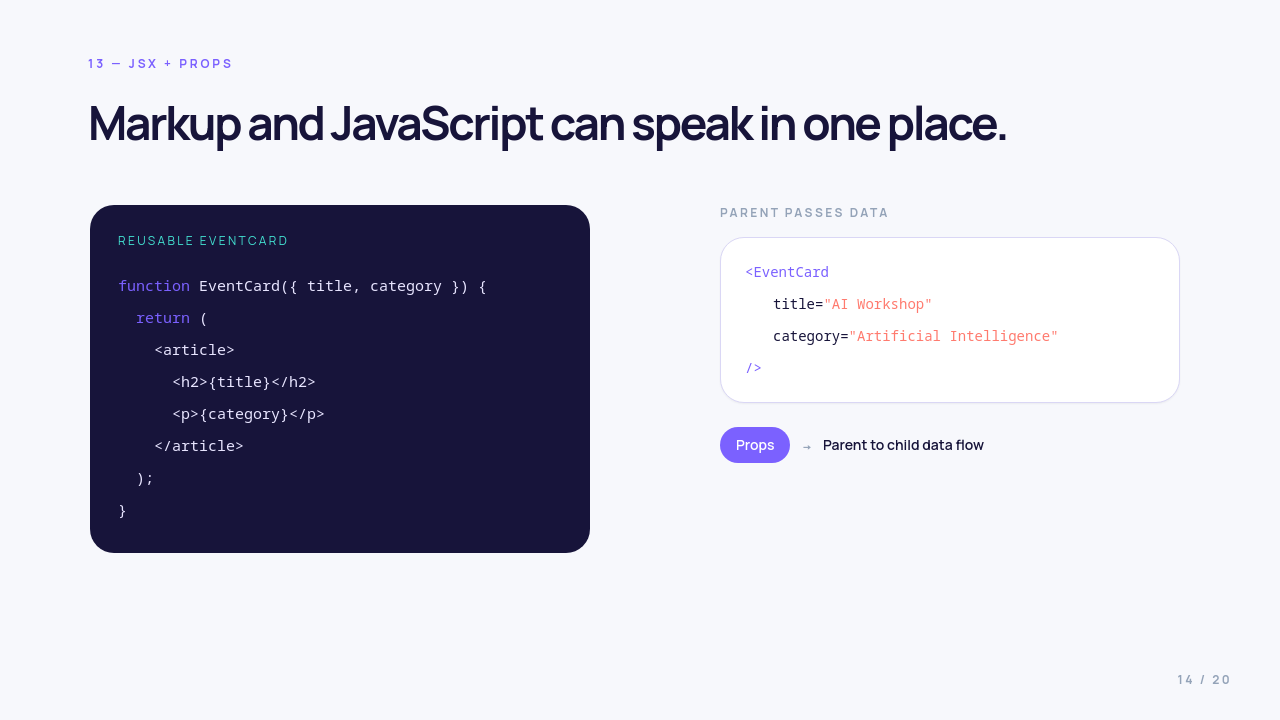 13 — JSX + PROPS
Markup and JavaScript can speak in one place.
REUSABLE EVENTCARD
function EventCard({ title, category }) {
  return (
    <article>
      <h2>{title}</h2>
      <p>{category}</p>
    </article>
  );
}
PARENT PASSES DATA
<EventCard
title="AI Workshop"
category="Artificial Intelligence"
/>
Props → Parent to child data flow
14 / 20